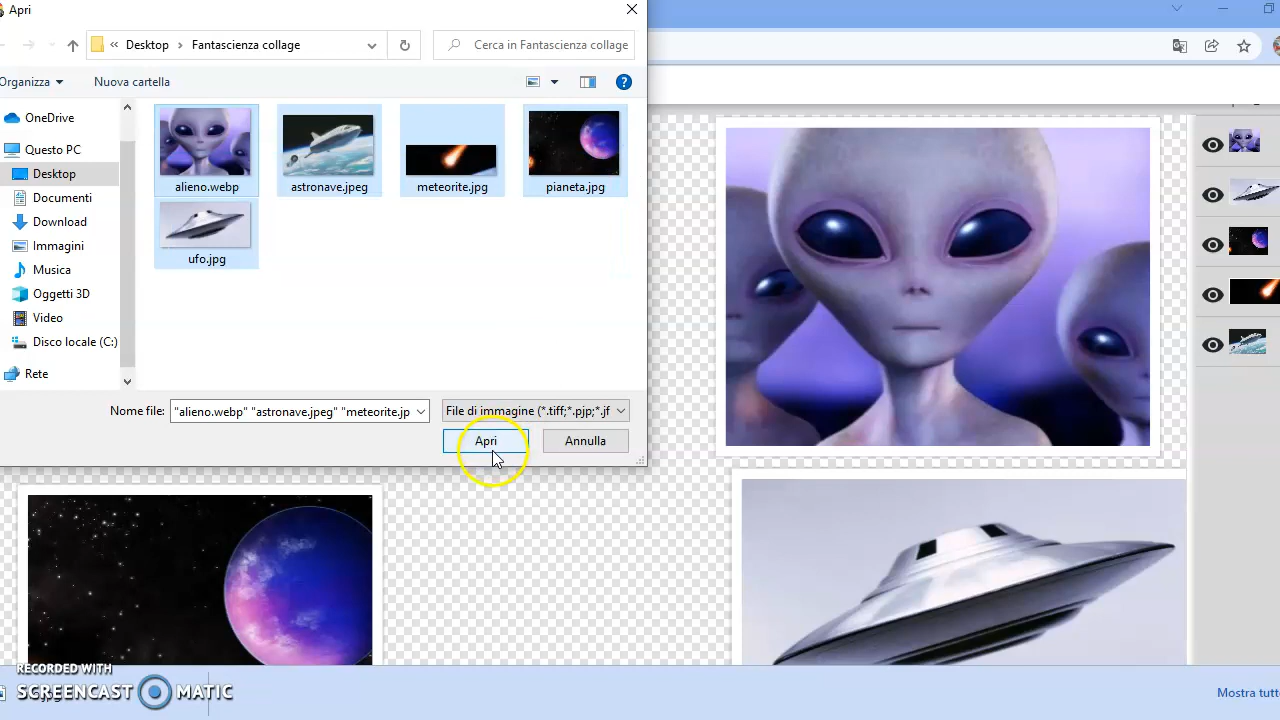 Apri
Desktop
Fantascienza collage
Cerca in Fantascienza collage
Organizza
Nuova cartella
OneDrive
Questo PC
Desktop
Documenti
Download
Immagini
Musica
Oggetti 3D
Video
Disco locale (C:)
Rete
alieno.webp
astronave.jpeg
meteorite.jpg
pianeta.jpg
ufo.jpg
Nome file:
"alieno.webp" "astronave.jpeg" "meteorite.jp
File di immagine (*.tiff;*.pjp;*.jf
Apri
Annulla
RECORDED WITH
SCREENCAST MATIC
Mostra tutto